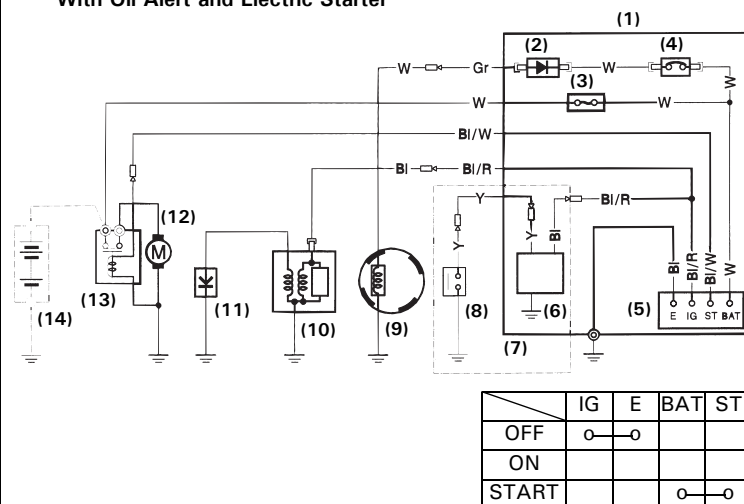 With Oil Alert and Electric Starter
(1)
(2)
(4)
W
Gr
W
(3)
W
W
W
Bl/W
Bl
Bl/R
Y
Bl/R
(12)
Y
Y
Bl
M
Bl
Bl/R
Bl/W
W
(13)
(14)
(11)
(10)
(9)
(8)
(6)
(7)
(5)
E IG ST BAT
IG E BAT ST
OFF o o
ON
START o o